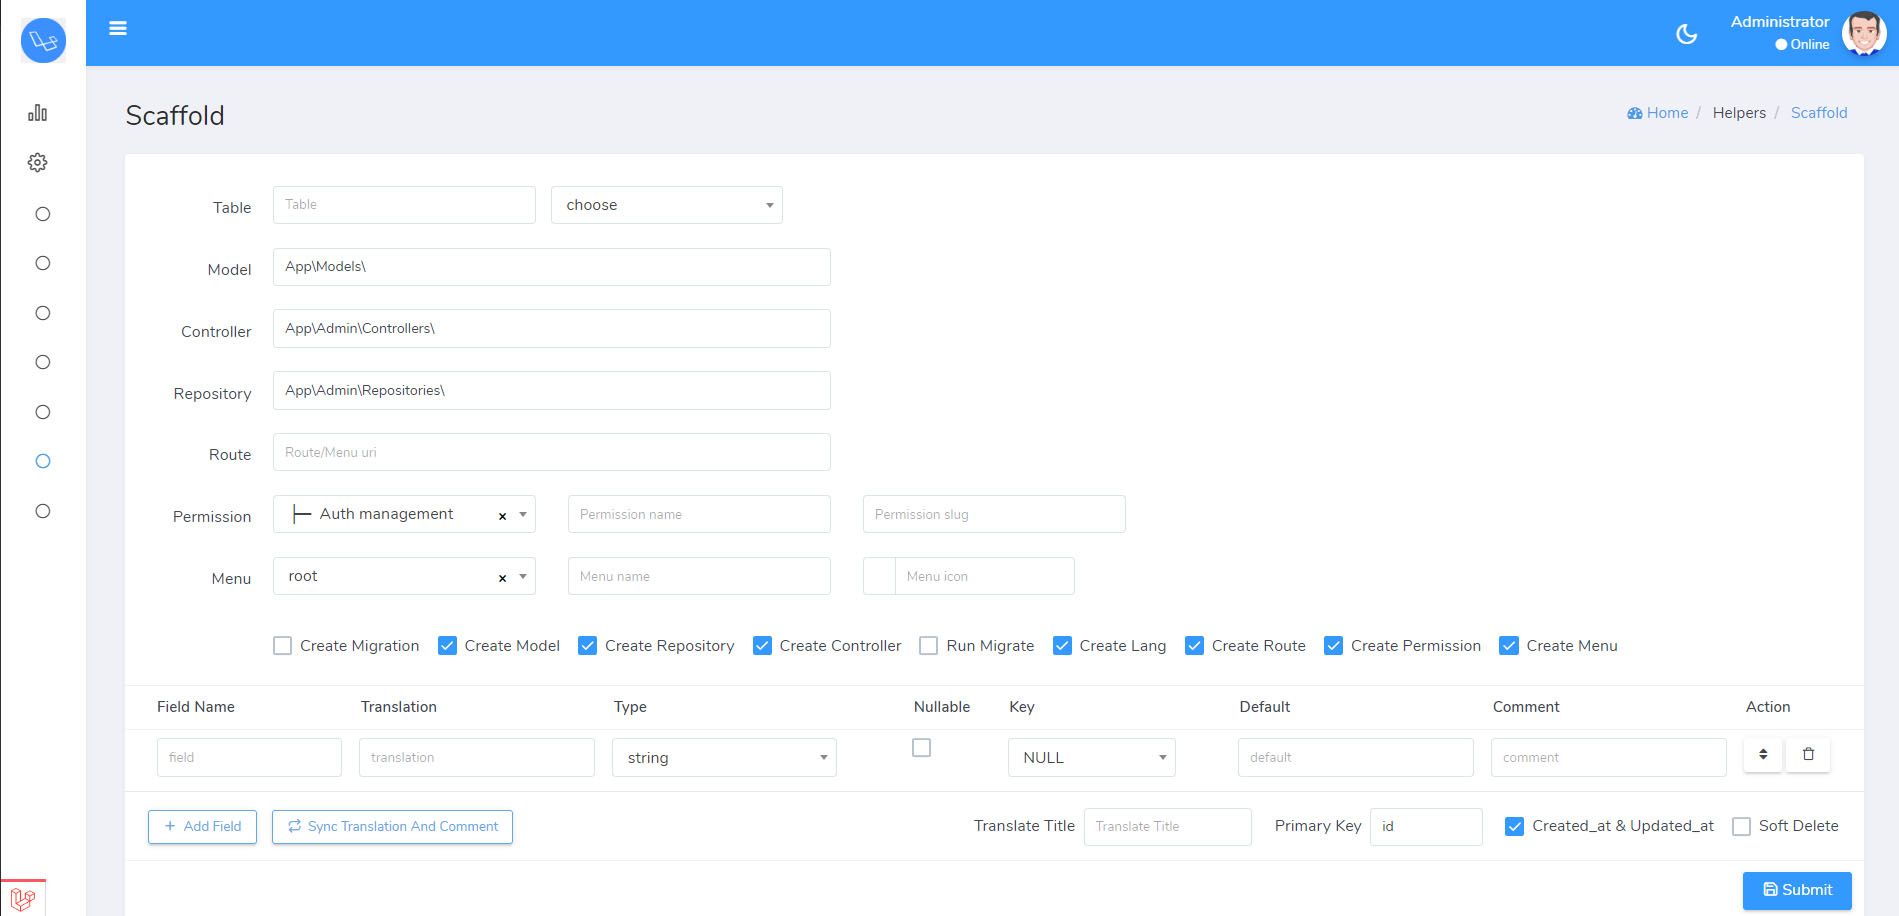 Administrator
Online
Scaffold
Home / Helpers / Scaffold
Table Table choose
Model App\Models\
Controller App\Admin\Controllers\
Repository App\Admin\Repositories\
Route Route/Menu uri
Permission Auth management × Permission name Permission slug
Menu root × Menu name Menu icon
Create Migration Create Model Create Repository Create Controller Run Migrate Create Lang Create Route Create Permission Create Menu
Field Name Translation Type Nullable Key Default Comment Action
field translation string NULL default comment
+ Add Field Sync Translation And Comment Translate Title Translate Title Primary Key id Created_at & Updated_at Soft Delete
Submit